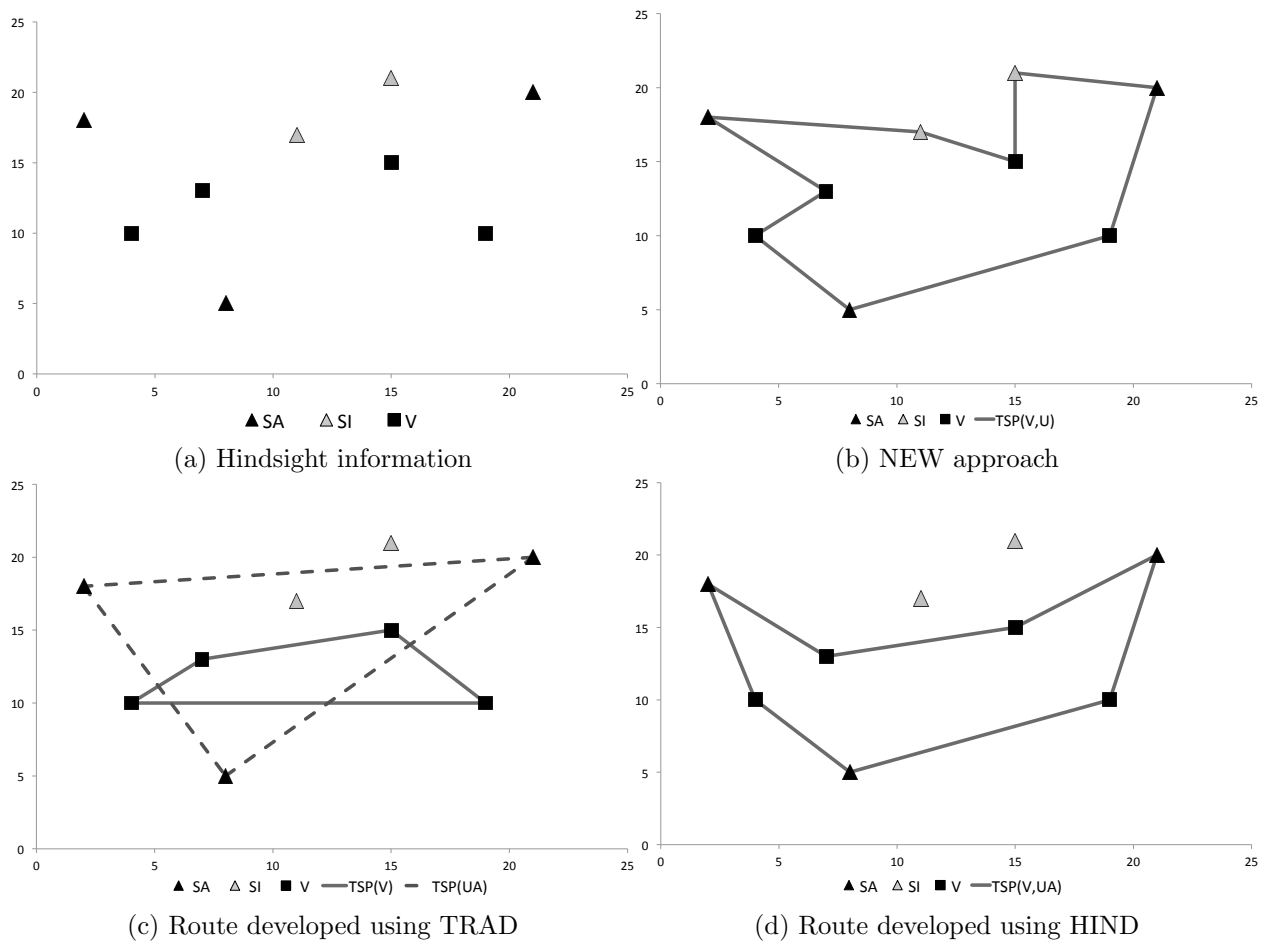 25
20
15
10
5
0
0 5 10 15 20 25
SA SI V
(a) Hindsight information
25
20
15
10
5
0
0 5 10 15 20 25
SA SI V TSP(V,U)
(b) NEW approach
25
20
15
10
5
0
0 5 10 15 20 25
SA SI V TSP(V) TSP(UA)
(c) Route developed using TRAD
25
20
15
10
5
0
0 5 10 15 20 25
SA SI V TSP(V,UA)
(d) Route developed using HIND